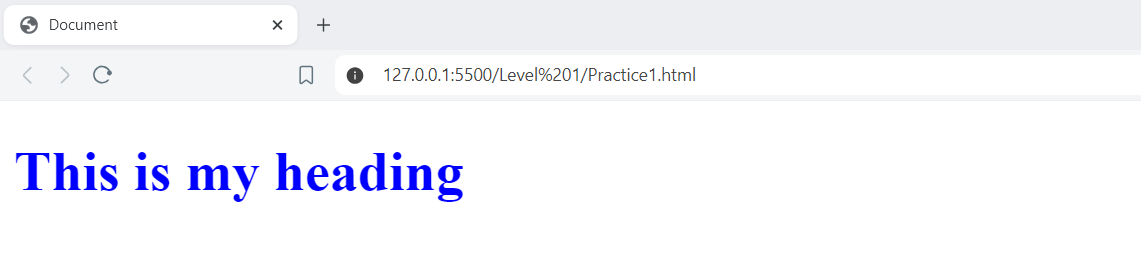 Document
127.0.0.1:5500/Level%201/Practice1.html
This is my heading